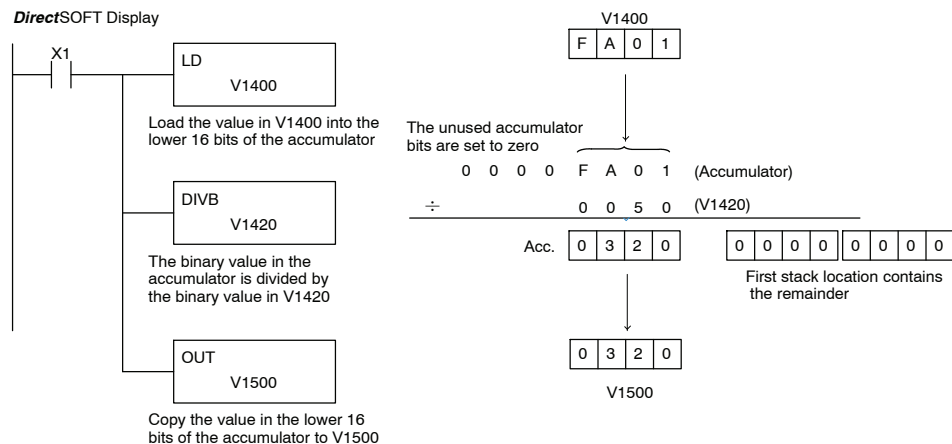 DirectSOFT Display
X1
LD
V1400
Load the value in V1400 into the
lower 16 bits of the accumulator
DIVB
V1420
The binary value in the
accumulator is divided by
the binary value in V1420
OUT
V1500
Copy the value in the lower 16
bits of the accumulator to V1500
V1400
F A 0 1
The unused accumulator
bits are set to zero
0 0 0 0 F A 0 1 (Accumulator)
÷ 0 0 5 0 (V1420)
Acc. 0 3 2 0 0 0 0 0 0 0 0 0
First stack location contains
the remainder
0 3 2 0
V1500